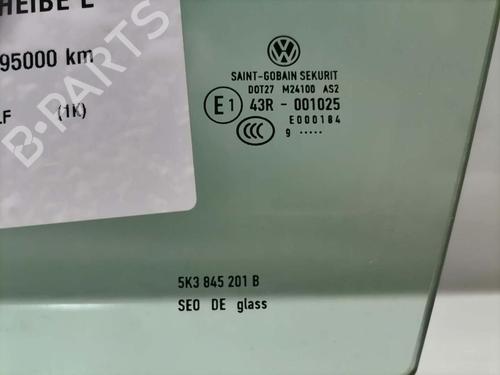 95000 km
(1K)
B-PARTS
SAINT-GOBAIN SEKURIT
DOT27 M24100 AS2
E1 43R - 001025
CCC E000184
9 .....
5K3 845 201 B
SEO DE glass